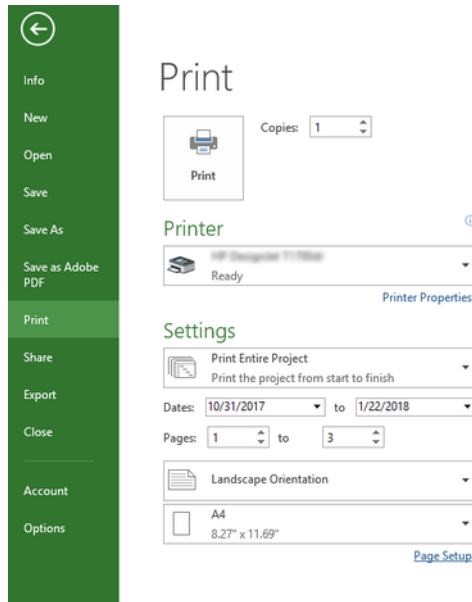 Info
New
Open
Save
Save As
Save as Adobe
PDF
Print
Share
Export
Close
Account
Options
Print
Print
Copies: 1
Printer
Ready
Printer Properties
Settings
Print Entire Project
Print the project from start to finish
Dates: 10/31/2017 to 1/22/2018
Pages: 1 to 3
Landscape Orientation
A4
8.27" x 11.69"
Page Setup